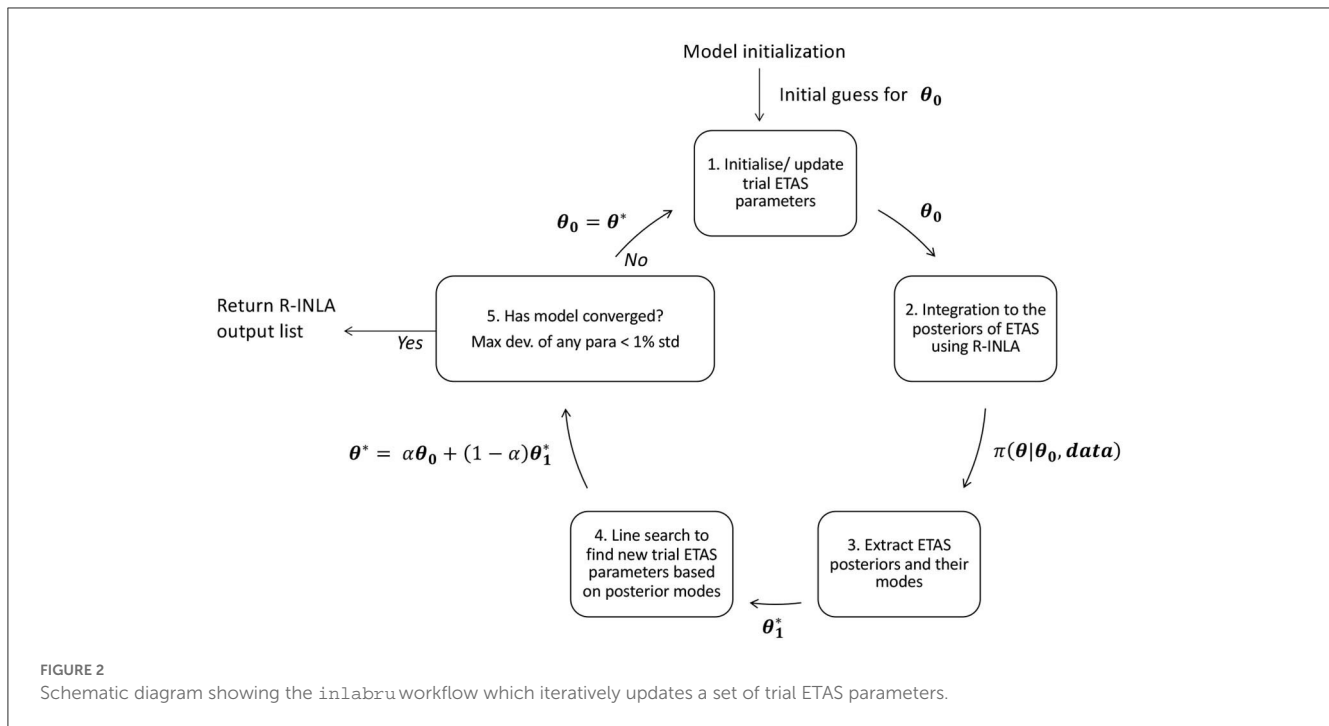 Model initialization
Initial guess for θ₀
1. Initialise/ update
trial ETAS
parameters
θ₀
2. Integration to the
posteriors of ETAS
using R-INLA
π(θ|θ₀, data)
3. Extract ETAS
posteriors and their
modes
θ₁*
4. Line search to
find new trial ETAS
parameters based
on posterior modes
θ* = αθ₀ + (1 − α)θ₁*
5. Has model converged?
Max dev. of any para < 1% std
Yes
Return R-INLA
output list
No
θ₀ = θ*
FIGURE 2
Schematic diagram showing the inlabru workflow which iteratively updates a set of trial ETAS parameters.